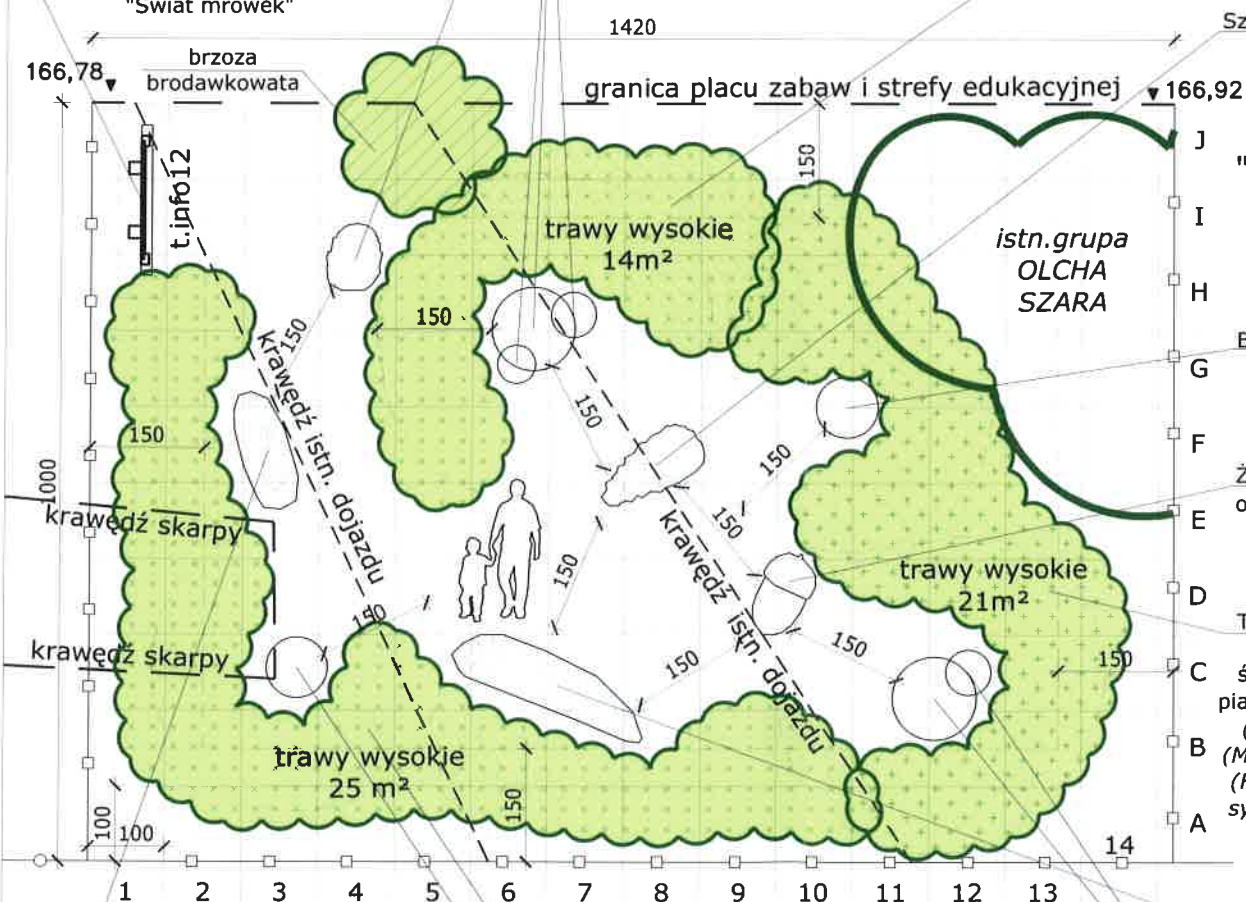 "Świat mrówek"
1420
Sz
brzoza
brodawkowata
166,78
granica placu zabaw i strefy edukacyjnej
166,92
J
"
150
t.info12
trawy wysokie
14m²
I
istn.grupa
OLCHA
SZARA
H
150
150
krawędź istn. dojazdu
G
150
150
F
150
1000
krawędź skarpy
150
krawędź istn. dojazdu
E
o
150
trawy wysokie
21m²
D
150
T
krawędź skarpy
150
150
150
C
ś
pia
(
trawy wysokie
25 m²
B
(M
(H
sy
150
100
100
A
14
1 2 3 4 5 6 7 8 9 10 11 12 13